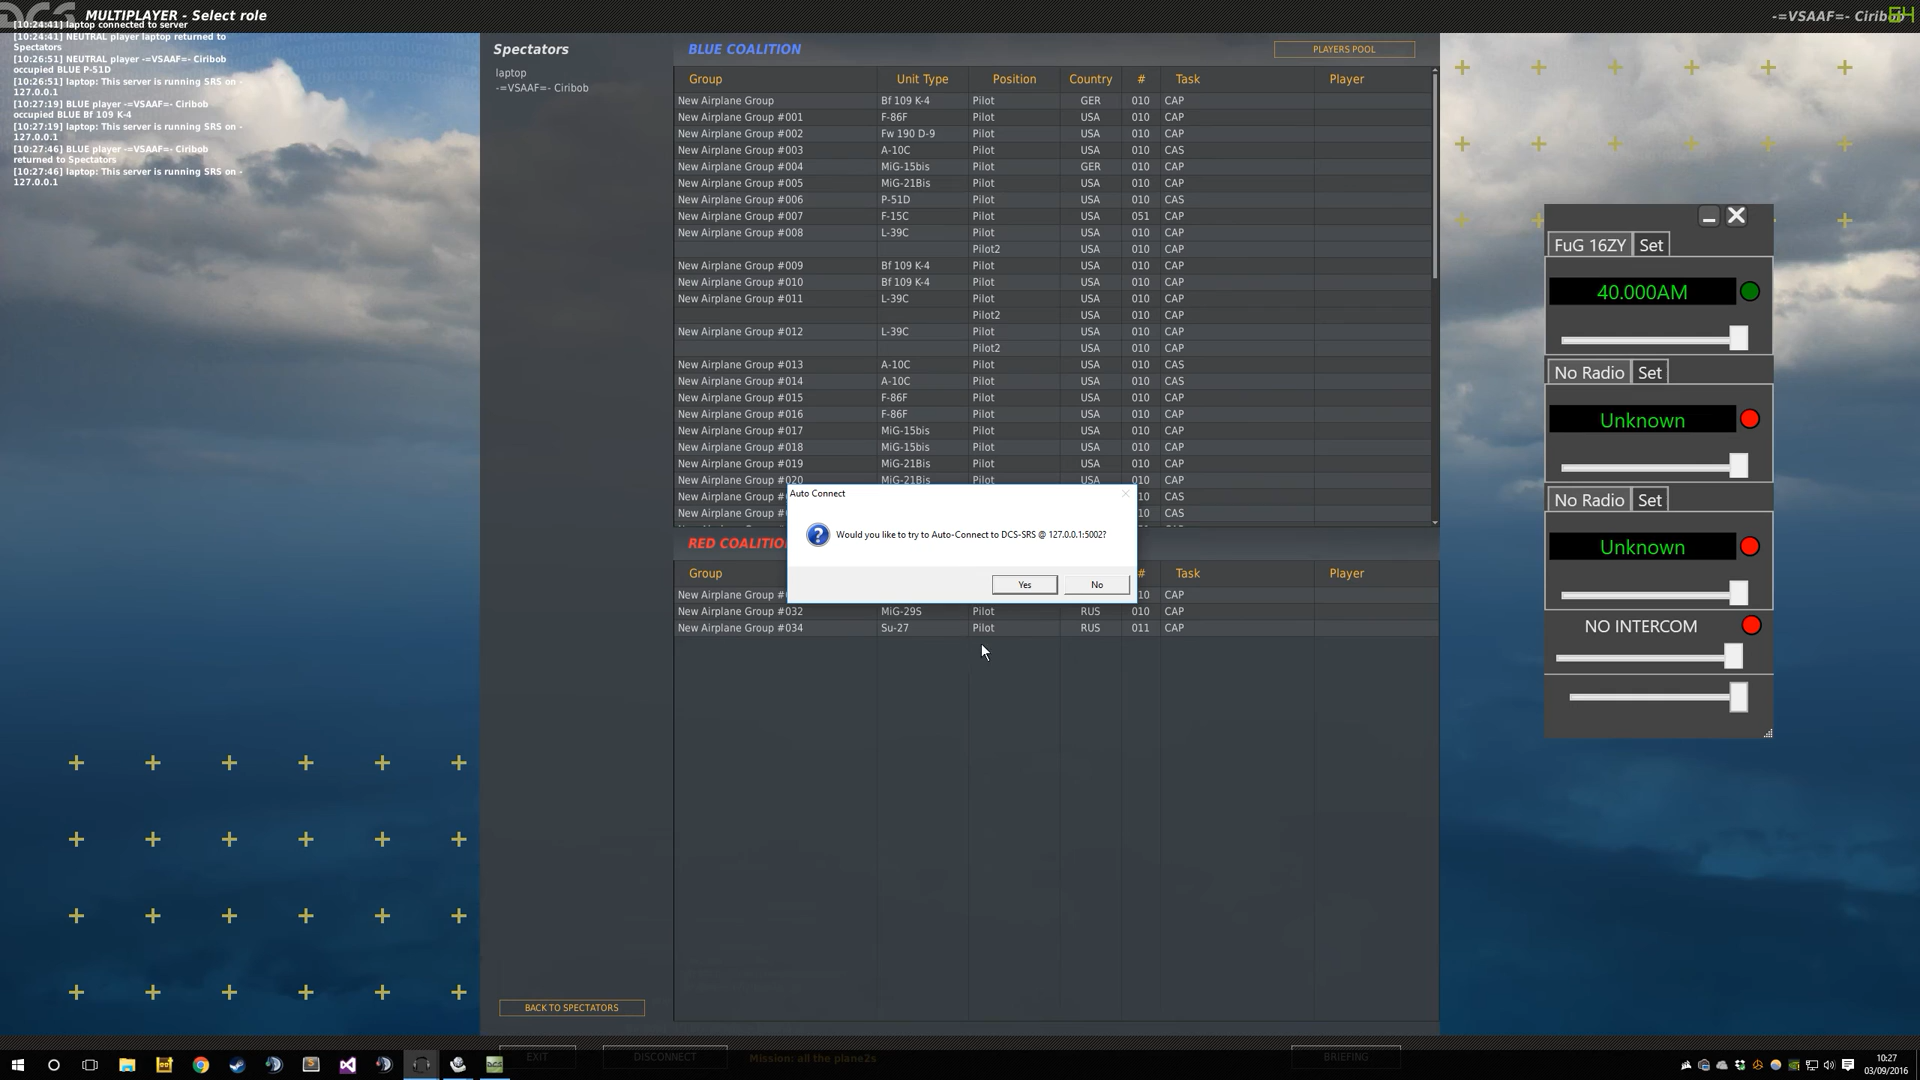 MULTIPLAYER - Select role
-=VSAAF=- Ciribob
[10:24:41] laptop connected to server
[10:24:41] NEUTRAL player laptop returned to
Spectators
[10:26:51] NEUTRAL player -=VSAAF=- Ciribob
occupied BLUE P-51D
[10:26:51] laptop: This server is running SRS on -
127.0.0.1
[10:27:19] BLUE player -=VSAAF=- Ciribob
occupied BLUE Bf 109 K-4
[10:27:19] laptop: This server is running SRS on -
127.0.0.1
[10:27:46] BLUE player -=VSAAF=- Ciribob
returned to Spectators
[10:27:46] laptop: This server is running SRS on -
127.0.0.1
Spectators
laptop
-=VSAAF=- Ciribob
BACK TO SPECTATORS
BLUE COALITION
PLAYERS POOL
Group Unit Type Position Country # Task Player
New Airplane Group Bf 109 K-4 Pilot GER 010 CAP
New Airplane Group #001 F-86F Pilot USA 010 CAP
New Airplane Group #002 Fw 190 D-9 Pilot USA 010 CAP
New Airplane Group #003 A-10C Pilot USA 010 CAS
New Airplane Group #004 MiG-15bis Pilot GER 010 CAP
New Airplane Group #005 MiG-21Bis Pilot USA 010 CAP
New Airplane Group #006 P-51D Pilot USA 010 CAS
New Airplane Group #007 F-15C Pilot USA 051 CAP
New Airplane Group #008 L-39C Pilot USA 010 CAP
Pilot2 USA 010 CAP
New Airplane Group #009 Bf 109 K-4 Pilot USA 010 CAP
New Airplane Group #010 Bf 109 K-4 Pilot USA 010 CAP
New Airplane Group #011 L-39C Pilot USA 010 CAP
Pilot2 USA 010 CAP
New Airplane Group #012 L-39C Pilot USA 010 CAP
Pilot2 USA 010 CAP
New Airplane Group #013 A-10C Pilot USA 010 CAS
New Airplane Group #014 A-10C Pilot USA 010 CAS
New Airplane Group #015 F-86F Pilot USA 010 CAP
New Airplane Group #016 F-86F Pilot USA 010 CAP
New Airplane Group #017 MiG-15bis Pilot USA 010 CAP
New Airplane Group #018 MiG-15bis Pilot USA 010 CAP
New Airplane Group #019 MiG-21Bis Pilot USA 010 CAP
New Airplane Group #020 MiG-21Bis Pilot USA 010 CAP
New Airplane Group 10 CAS
New Airplane Group 10 CAS
Auto Connect
Would you like to try to Auto-Connect to DCS-SRS @ 127.0.0.1:5002?
Yes No
RED COALITION
Group # Task Player
New Airplane Group 10 CAP
New Airplane Group #032 MiG-29S Pilot RUS 010 CAP
New Airplane Group #034 Su-27 Pilot RUS 011 CAP
FuG 16ZY Set
40.000AM
No Radio Set
Unknown
No Radio Set
Unknown
NO INTERCOM
EXIT
DISCONNECT
Mission: all the plane2s
BRIEFING
10:27
03/09/2016